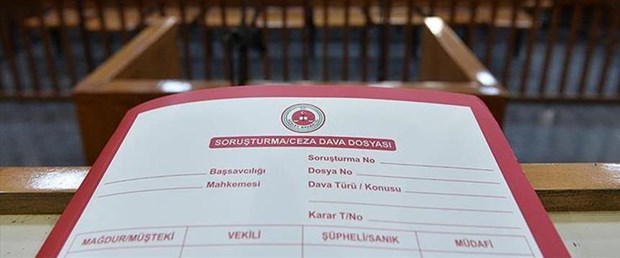 SORUŞTURMA/CEZA DAVA DOSYASI
Soruşturma No
Başsavcılığı Dosya No
Mahkemesi Dava Türü / Konusu
Karar T/No
MAĞDUR/MÜŞTEKİ VEKİLİ ŞÜPHELİ/SANIK MÜDAFİ